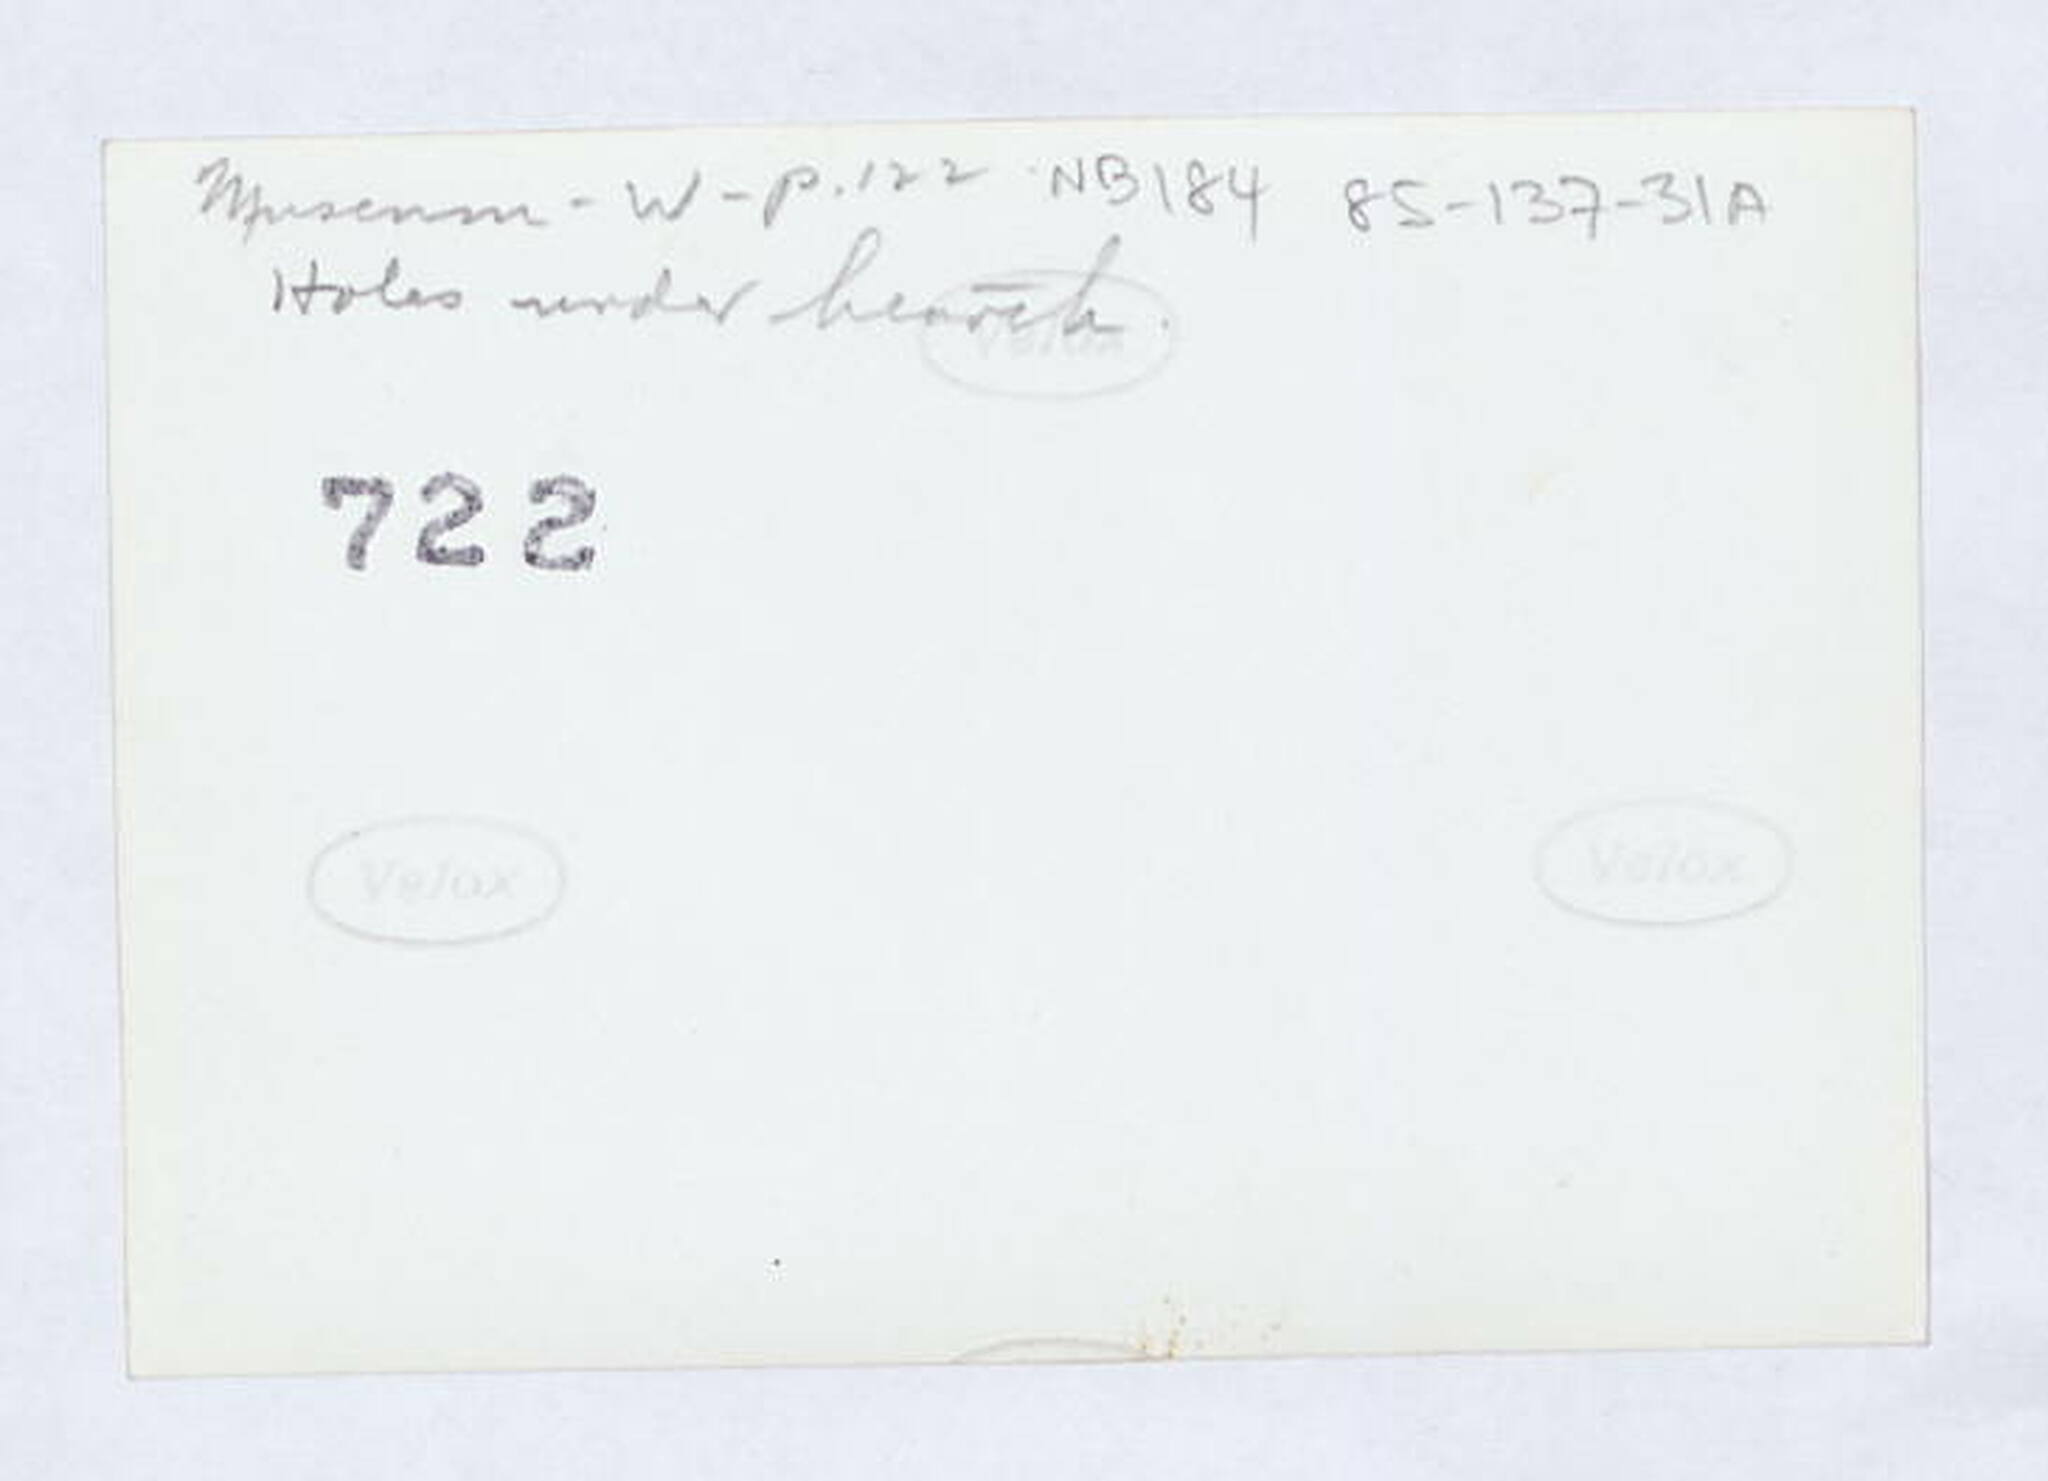 Museum - W - p.122 NB184 85-137-31A
Holes under hearth.
Velox
722
Velox
Velox